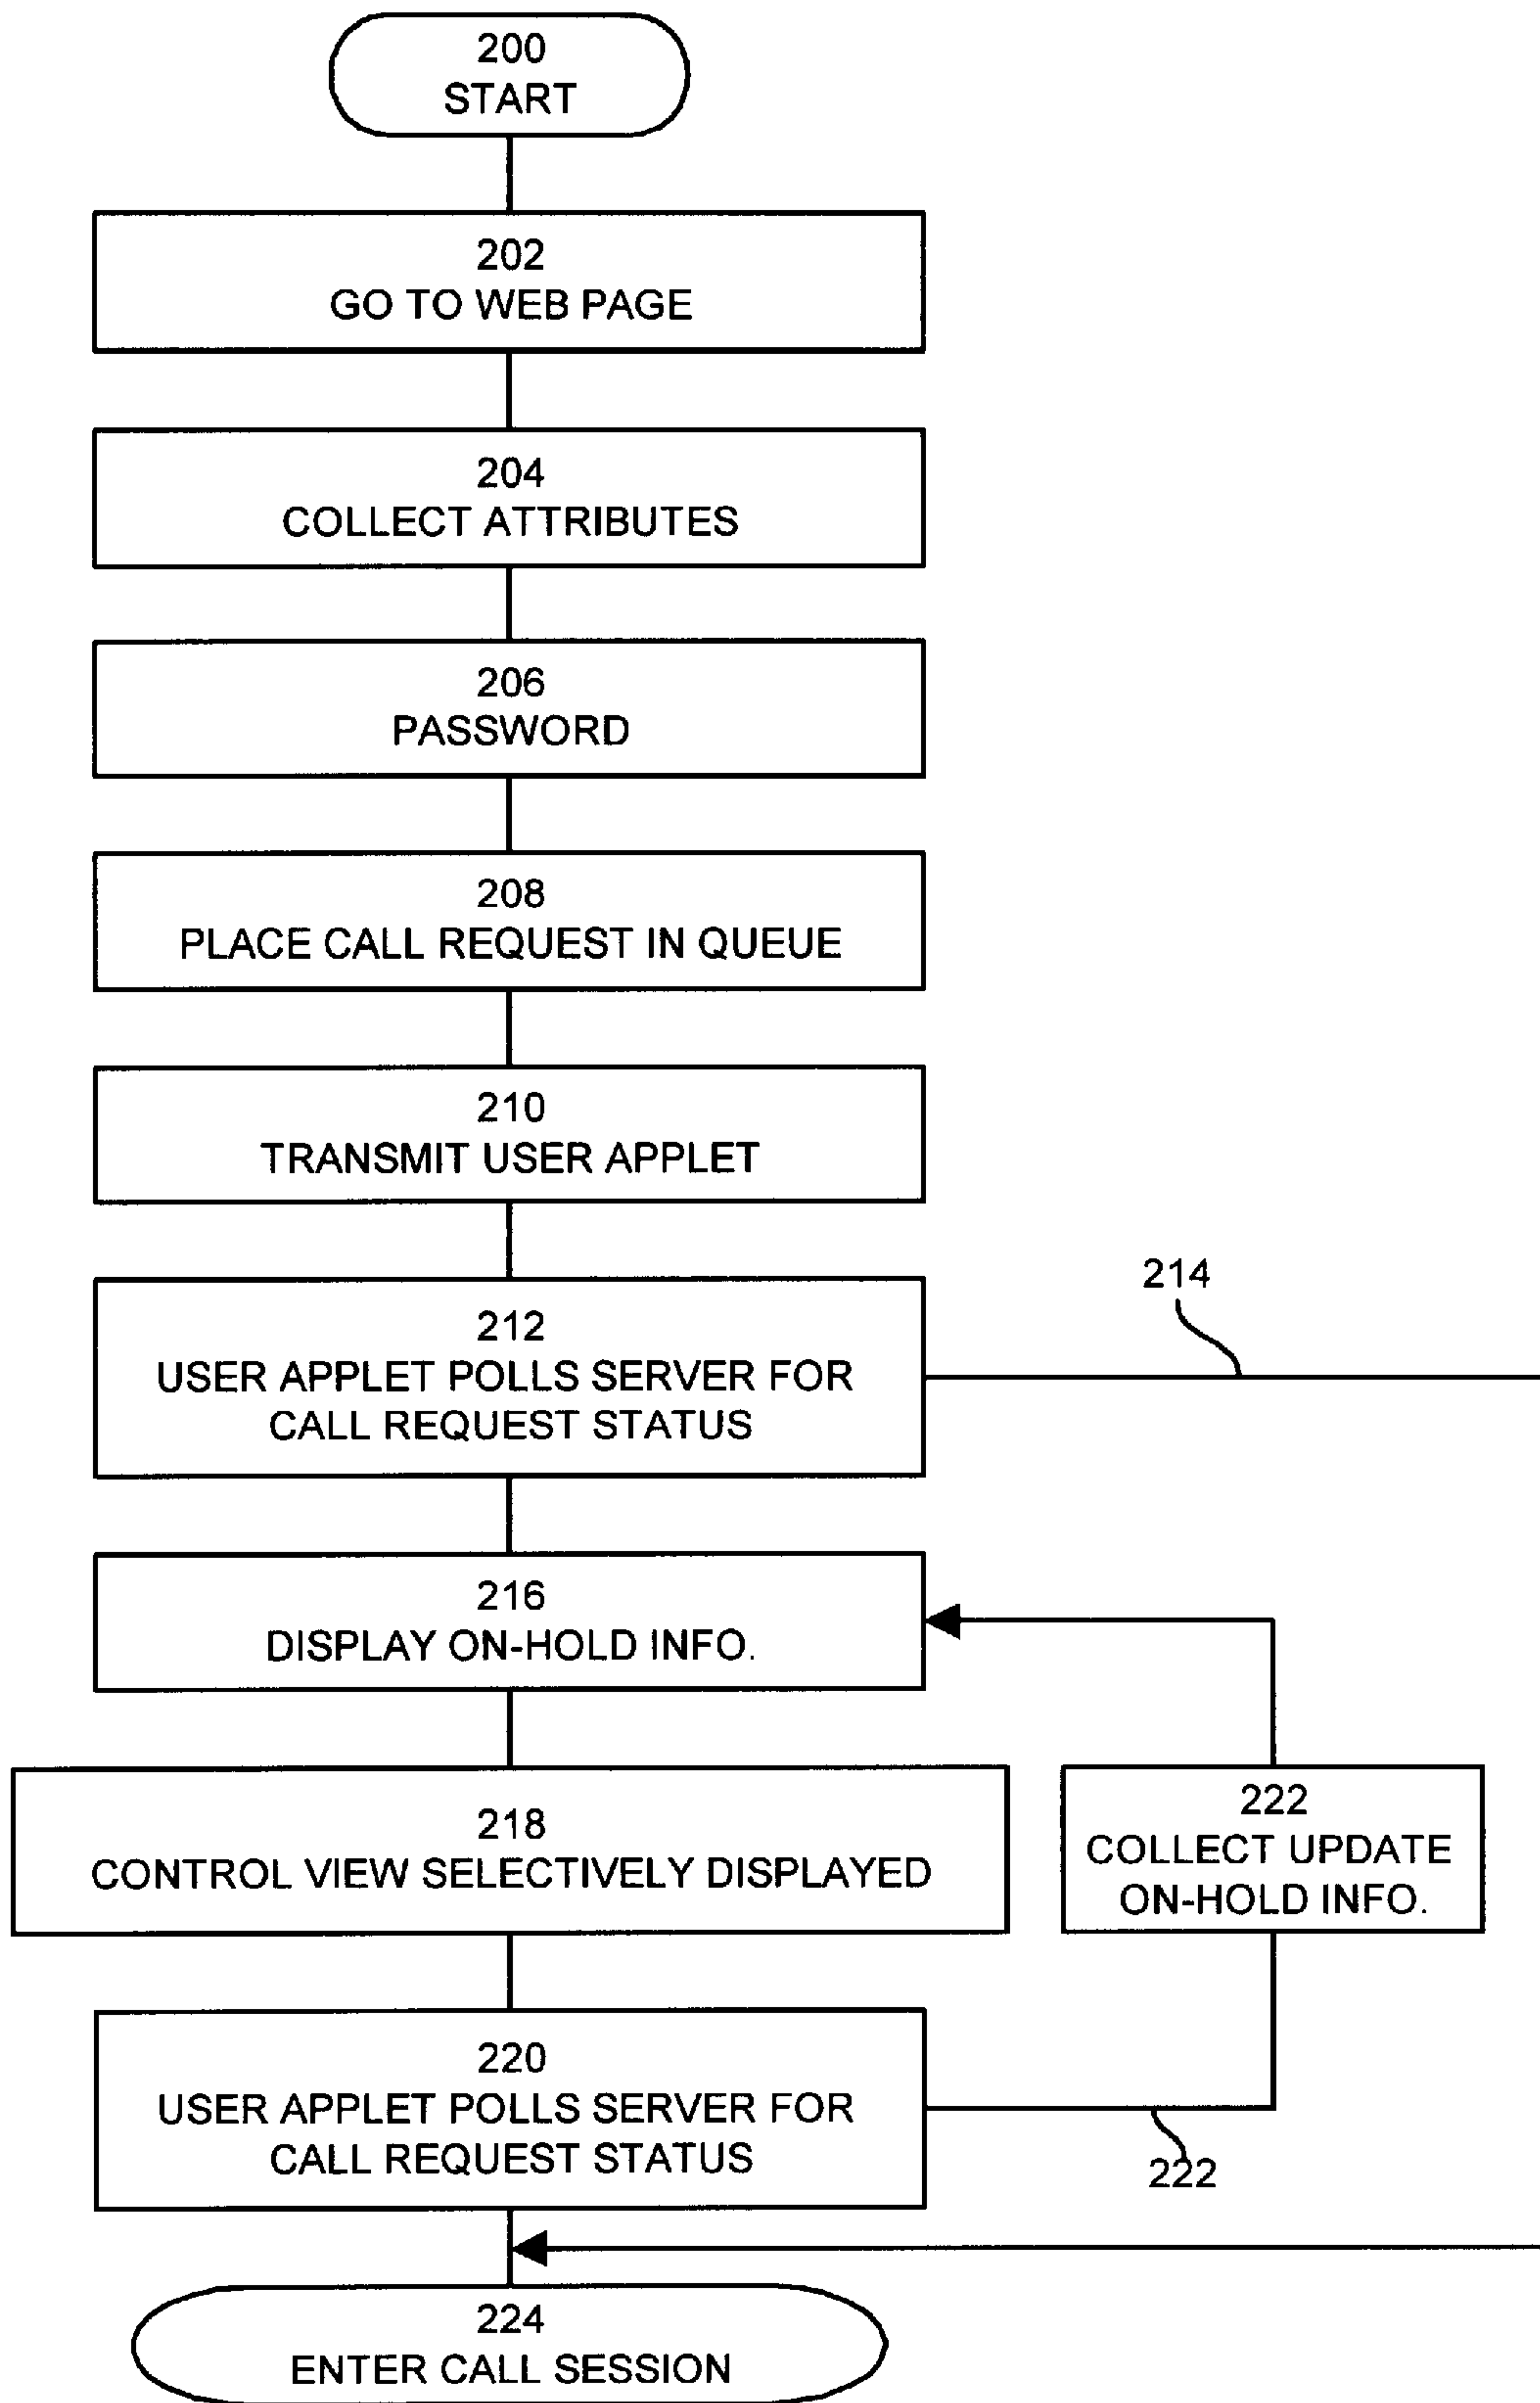 200
START
202
GO TO WEB PAGE
204
COLLECT ATTRIBUTES
206
PASSWORD
208
PLACE CALL REQUEST IN QUEUE
210
TRANSMIT USER APPLET
214
212
USER APPLET POLLS SERVER FOR
CALL REQUEST STATUS
216
DISPLAY ON-HOLD INFO.
218
CONTROL VIEW SELECTIVELY DISPLAYED
222
COLLECT UPDATE
ON-HOLD INFO.
220
USER APPLET POLLS SERVER FOR
CALL REQUEST STATUS
222
224
ENTER CALL SESSION